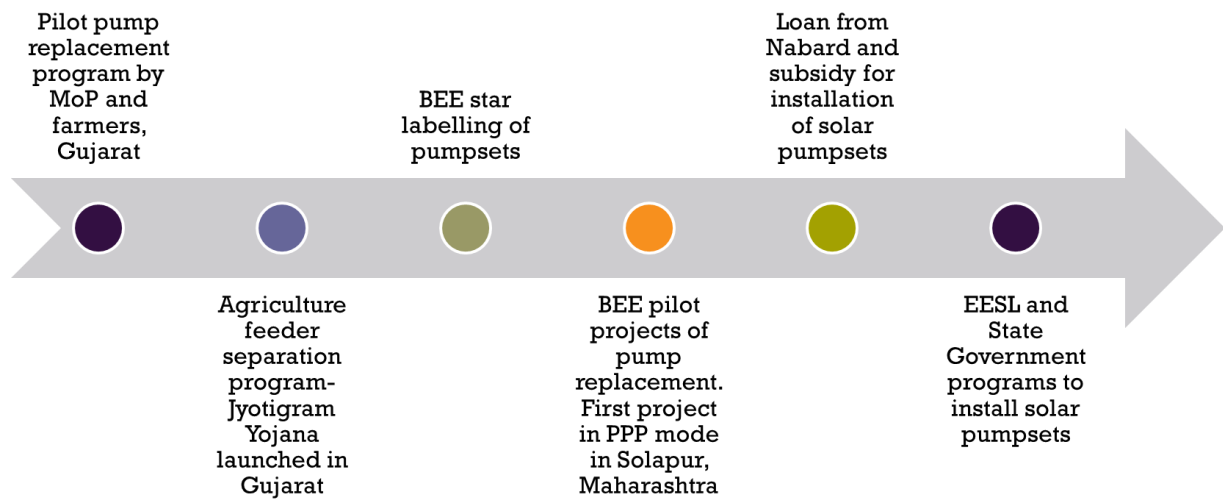 Pilot pump
replacement
program by
MoP and
farmers,
Gujarat
Agriculture
feeder
separation
program-
Jyotigram
Yojana
launched in
Gujarat
BEE star
labelling of
pumpsets
BEE pilot
projects of
pump
replacement.
First project
in PPP mode
in Solapur,
Maharashtra
Loan from
Nabard and
subsidy for
installation
of solar
pumpsets
EESL and
State
Government
programs to
install solar
pumpsets